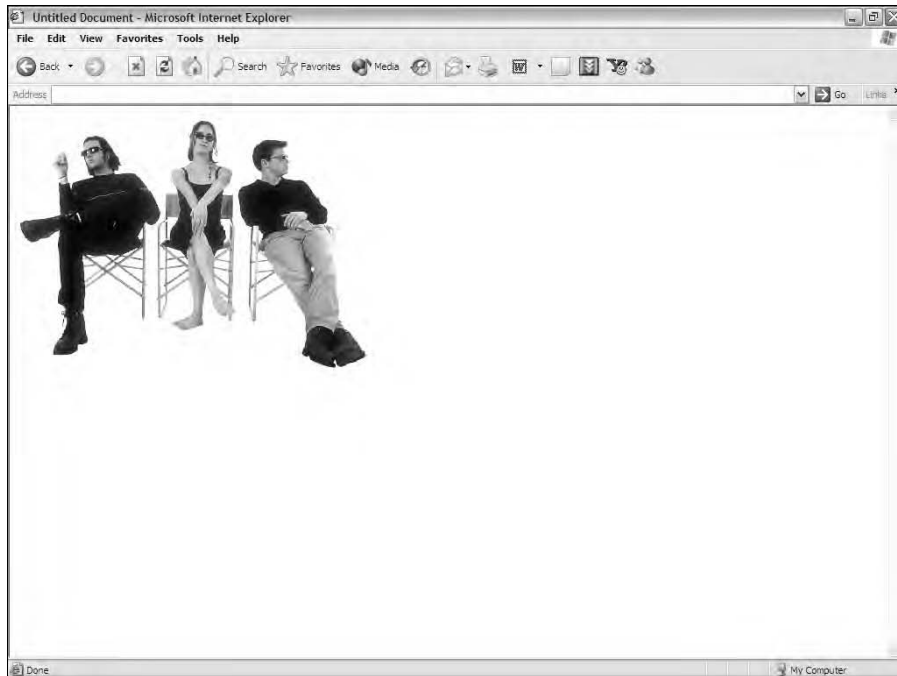 Untitled Document - Microsoft Internet Explorer
File Edit View Favorites Tools Help
Back Search Favorites Media
Address Go Links
Done My Computer